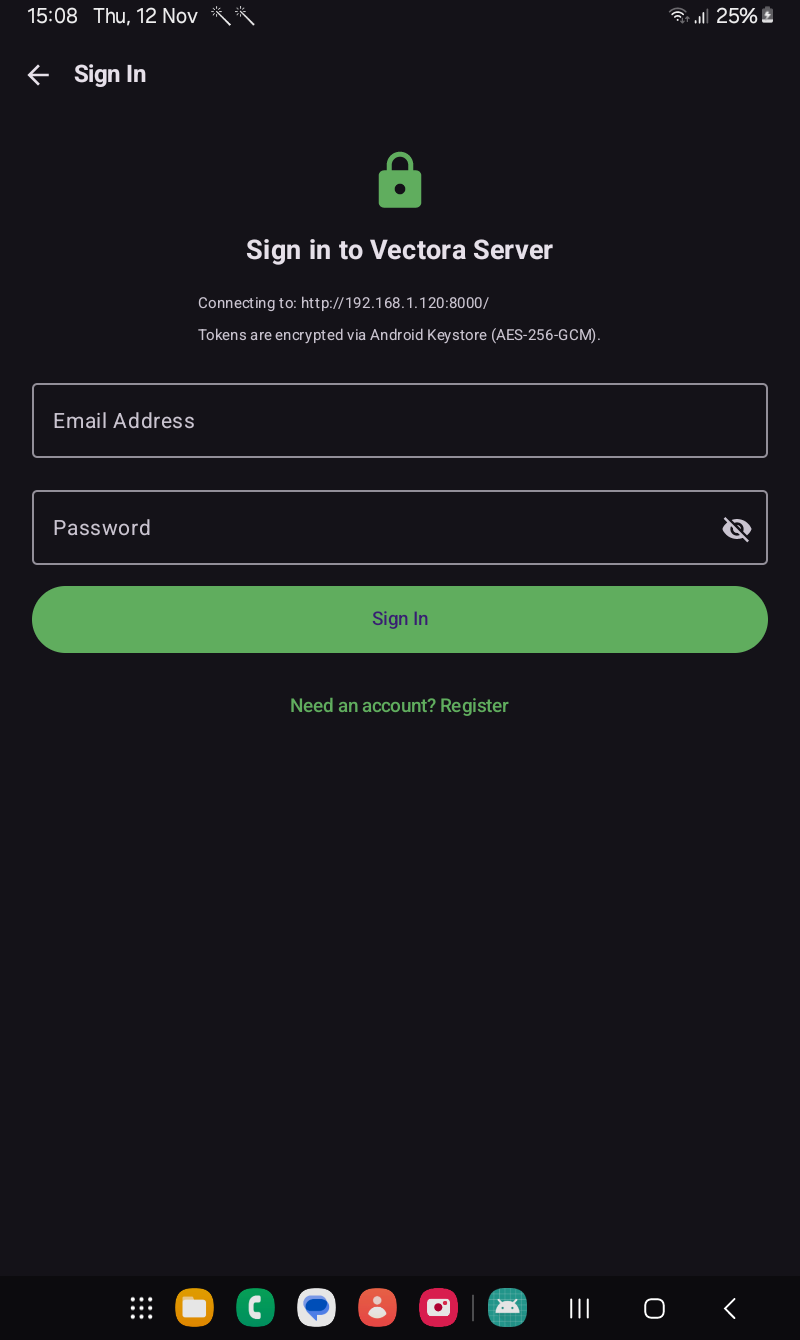 15:08 Thu, 12 Nov 25%
Sign In
Sign in to Vectora Server
Connecting to: http://192.168.1.120:8000/
Tokens are encrypted via Android Keystore (AES-256-GCM).
Email Address
Password
Sign In
Need an account? Register